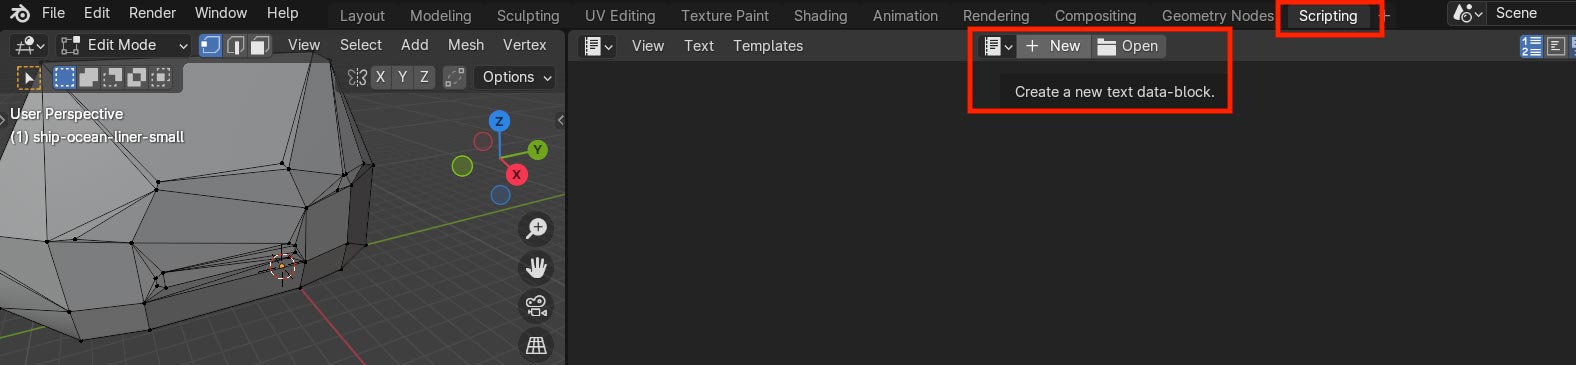 File Edit Render Window Help Layout Modeling Sculpting UV Editing Texture Paint Shading Animation Rendering Compositing Geometry Nodes Scripting + Scene
Edit Mode View Select Add Mesh Vertex View Text Templates + New Open
X Y Z Options
Create a new text data-block.
User Perspective
(1) ship-ocean-liner-small
Z
Y
X